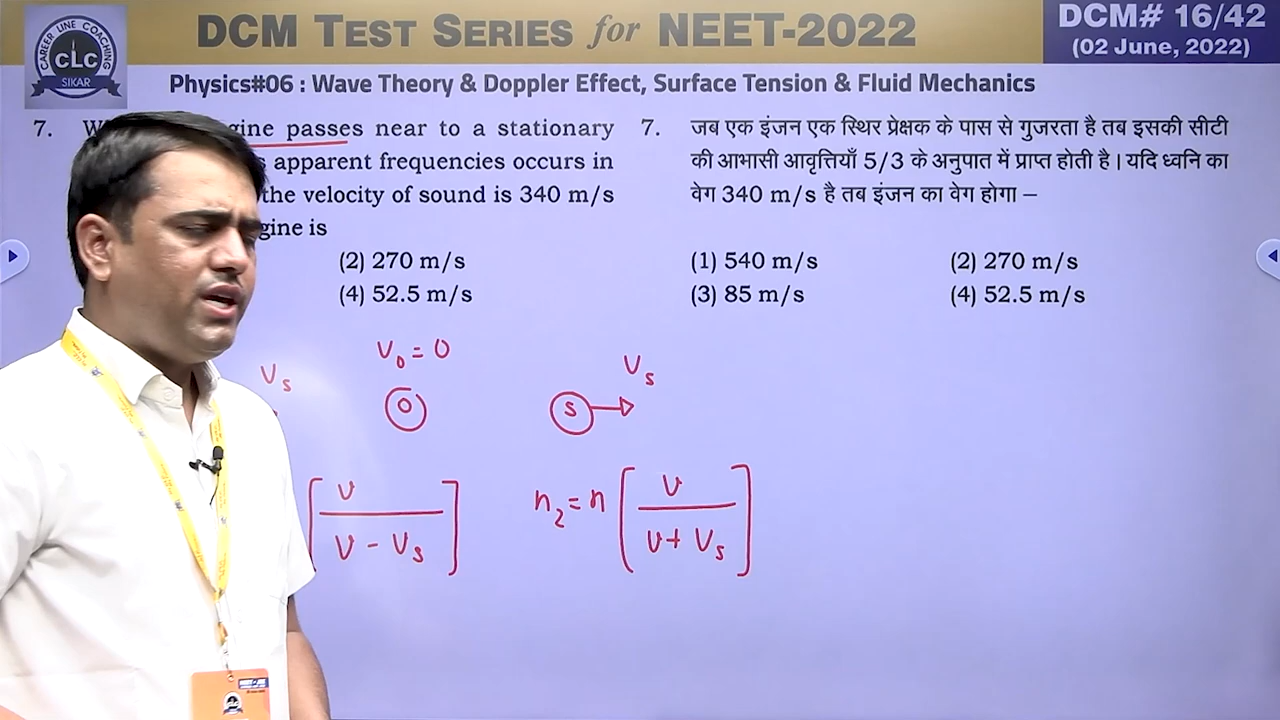 DCM TEST SERIES for NEET-2022
DCM# 16/42
(02 June, 2022)
CAREER LINE COACHING
CLC
SIKAR
Physics#06 : Wave Theory & Doppler Effect, Surface Tension & Fluid Mechanics
7. passes near to a stationary
apparent frequencies occurs in
the velocity of sound is 340 m/s
is
(2) 270 m/s
(4) 52.5 m/s
7. जब एक इंजन एक स्थिर प्रेक्षक के पास से गुजरता है तब इसकी सीटी
की आभासी आवृत्तियाँ 5/3 के अनुपात में प्राप्त होती है। यदि ध्वनि का
वेग 340 m/s है तब इंजन का वेग होगा –
(1) 540 m/s (2) 270 m/s
(3) 85 m/s (4) 52.5 m/s
Vs
V0 = 0
O
S
Vs
[V / V - Vs]
n2 = n [V / V + Vs]